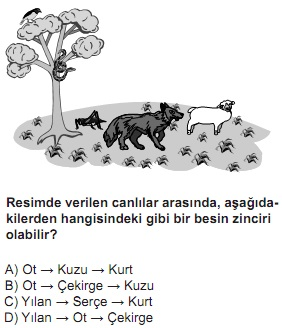 Resimde verilen canlılar arasında, aşağıda-
kilerden hangisindeki gibi bir besin zinciri
olabilir?
A) Ot → Kuzu → Kurt
B) Ot → Çekirge → Kuzu
C) Yılan → Serçe → Kurt
D) Yılan → Ot → Çekirge